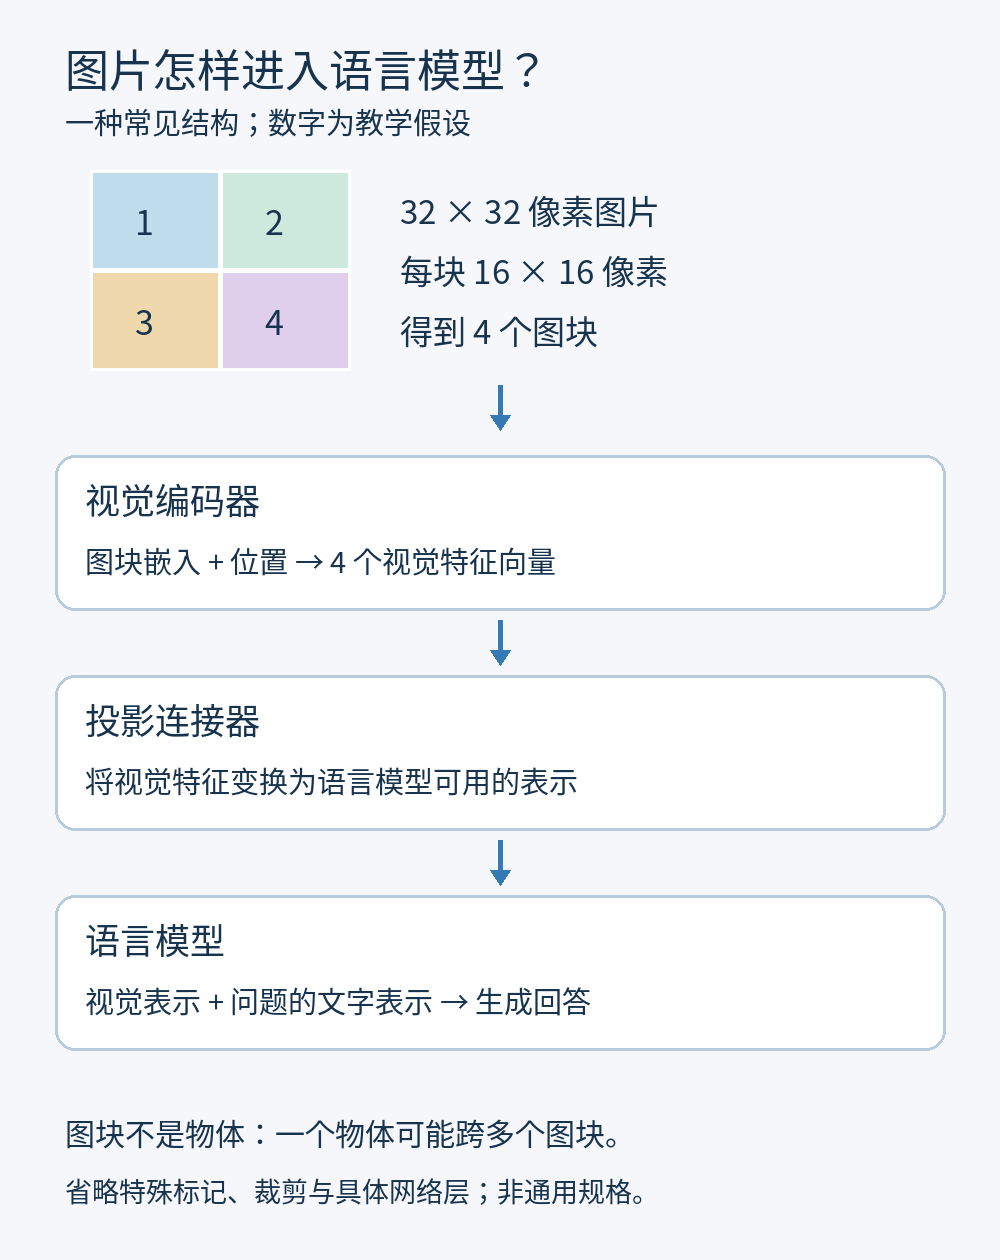 图片怎样进入语言模型？
一种常见结构；数字为教学假设
1 2
3 4
32 × 32 像素图片
每块 16 × 16 像素
得到 4 个图块
视觉编码器
图块嵌入 + 位置 → 4 个视觉特征向量
投影连接器
将视觉特征变换为语言模型可用的表示
语言模型
视觉表示 + 问题的文字表示 → 生成回答
图块不是物体：一个物体可能跨多个图块。
省略特殊标记、裁剪与具体网络层；非通用规格。